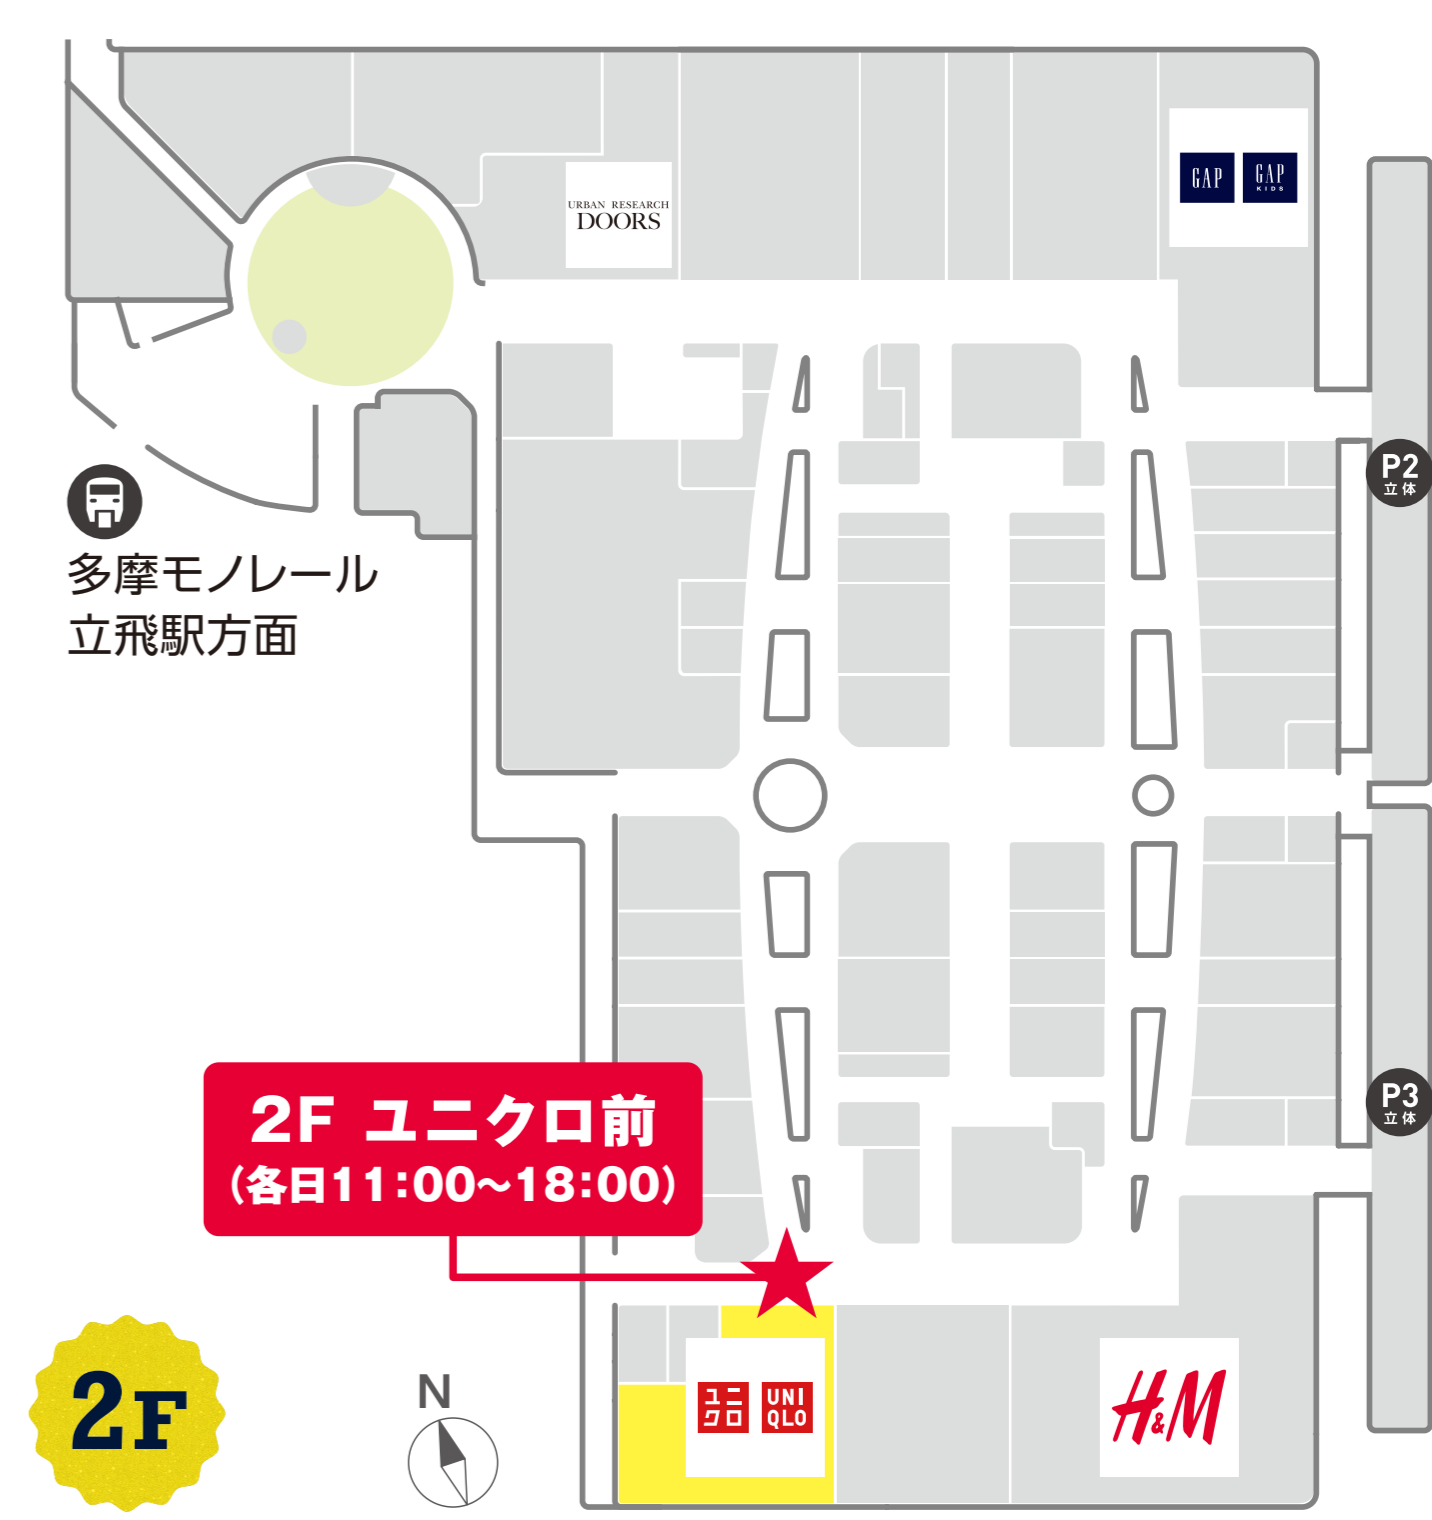 URBAN RESEARCH
DOORS
GAP
GAP
KIDS
P2
立体
多摩モノレール
立飛駅方面
2F ユニクロ前
(各日11:00~18:00)
P3
立体
2F
N
ユニ
クロ
UNI
QLO
H&M